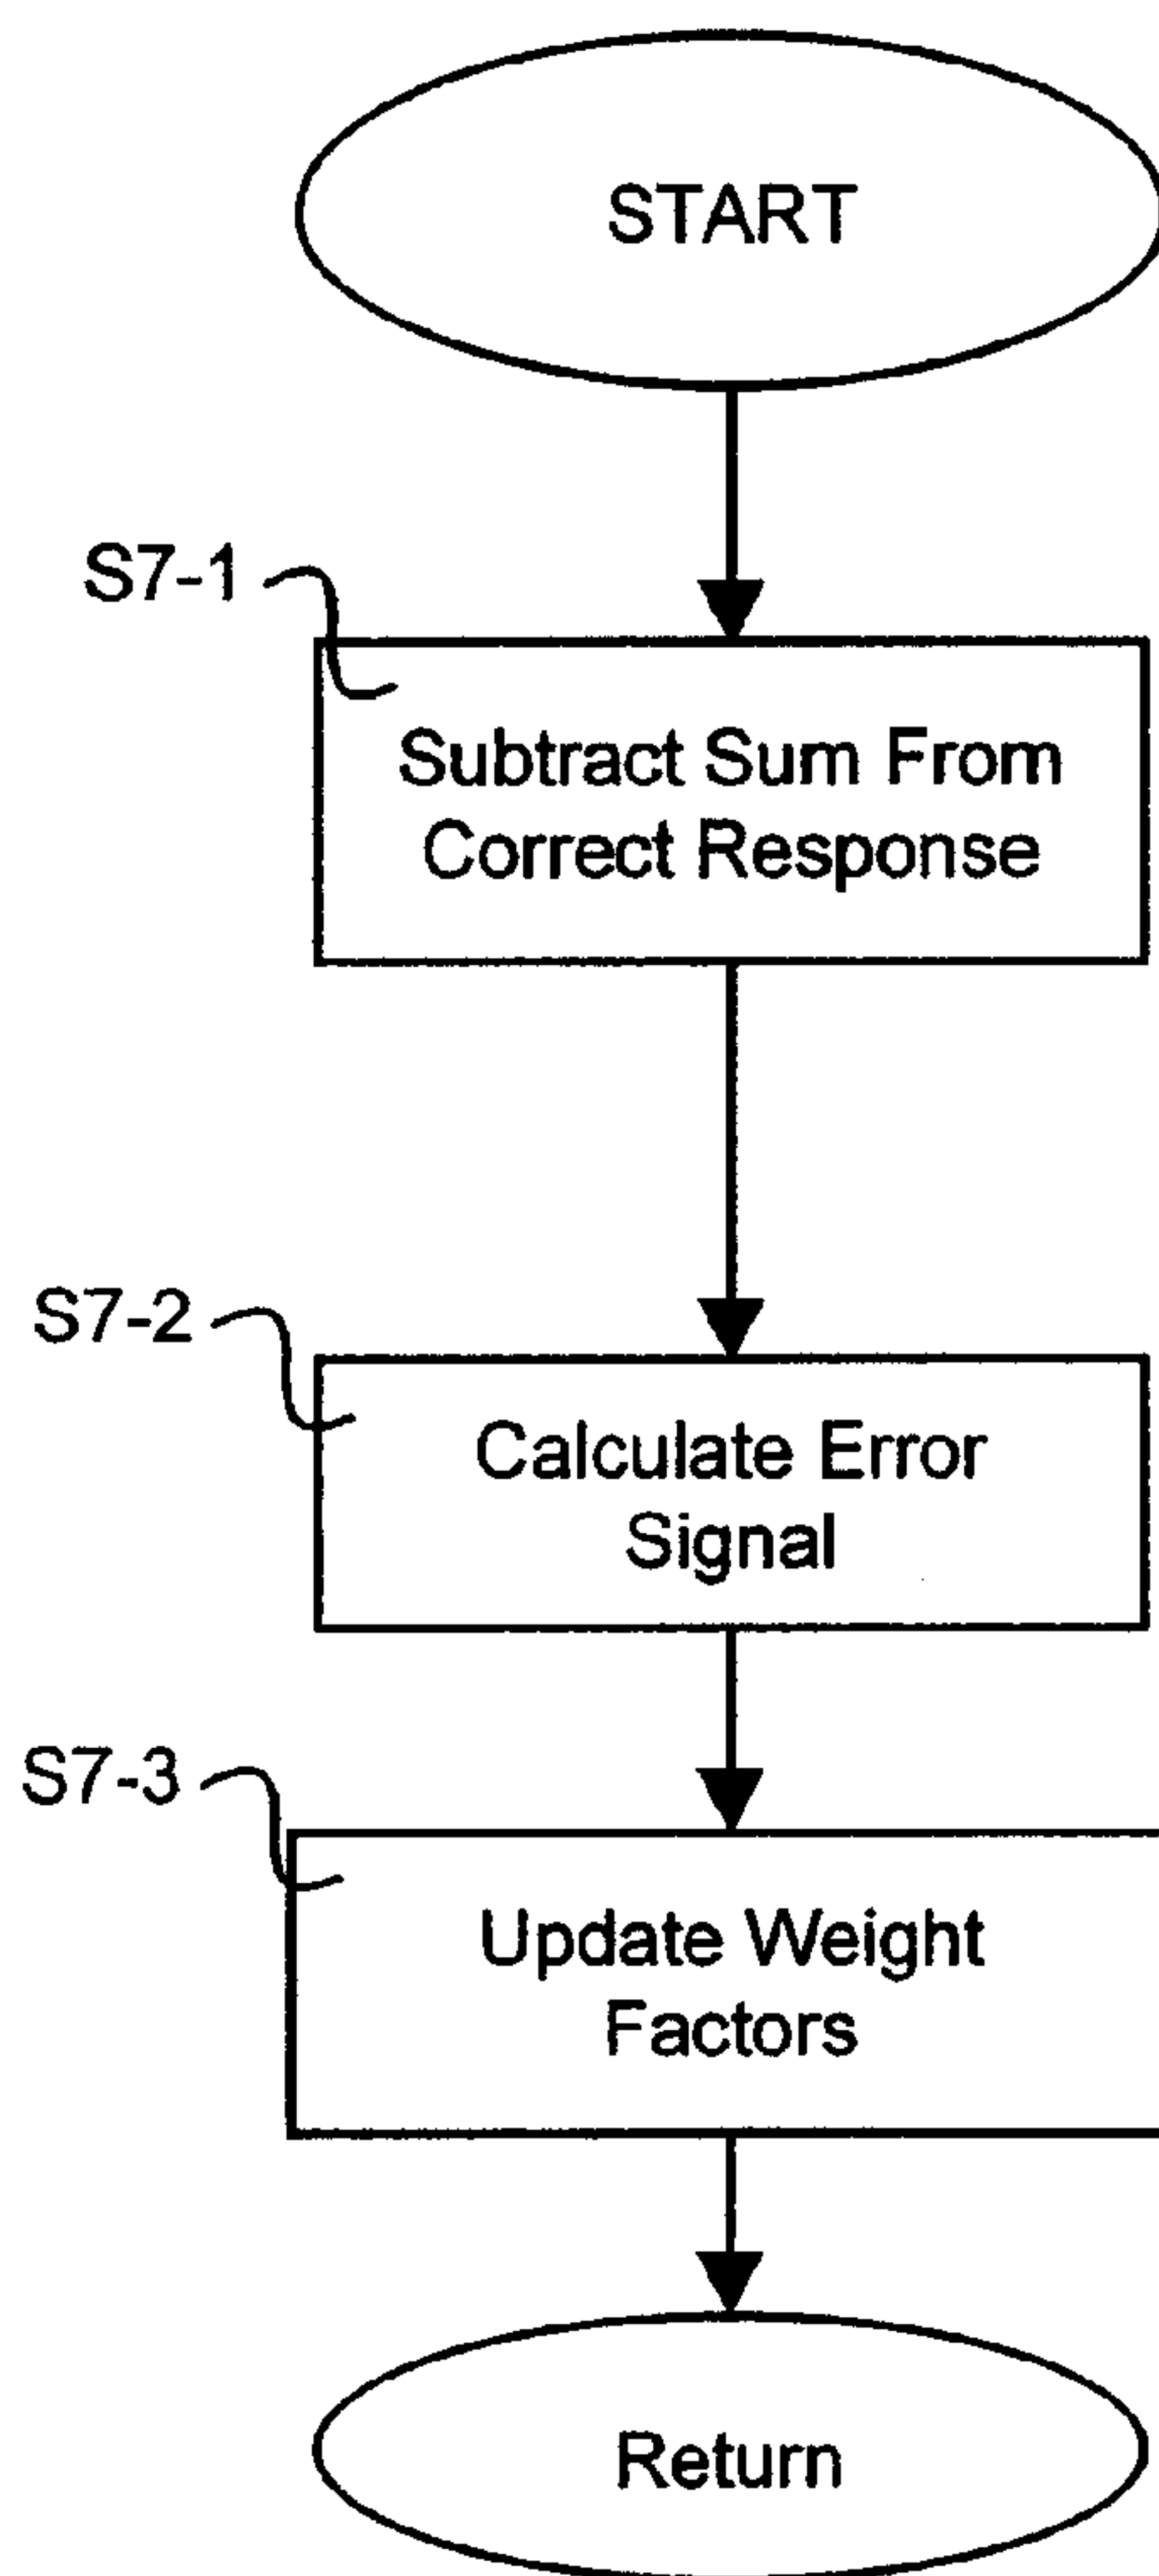 START
S7-1
Subtract Sum From
Correct Response
S7-2
Calculate Error
Signal
S7-3
Update Weight
Factors
Return